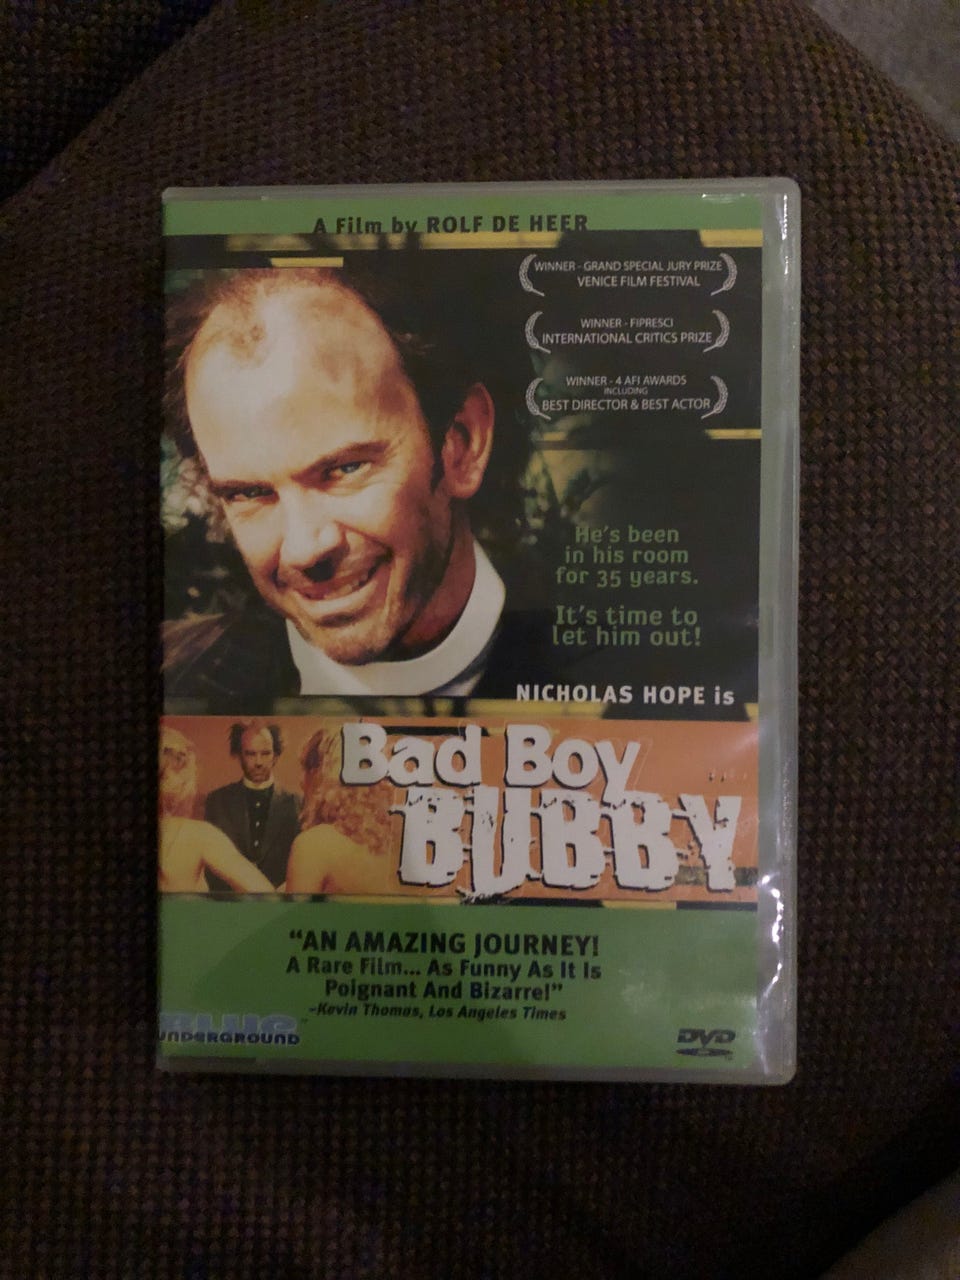 A Film by ROLF DE HEER
WINNER - GRAND SPECIAL JURY PRIZE
VENICE FILM FESTIVAL
WINNER - FIPRESCI
INTERNATIONAL CRITICS PRIZE
WINNER - 4 AFI AWARDS
INCLUDING
BEST DIRECTOR & BEST ACTOR
He's been
in his room
for 35 years.
It's time to
let him out!
NICHOLAS HOPE is
Bad Boy
BUBBY
"AN AMAZING JOURNEY!
A Rare Film... As Funny As It Is
Poignant And Bizarre!"
-Kevin Thomas, Los Angeles Times
BLUE
UNDERGROUND
DVD